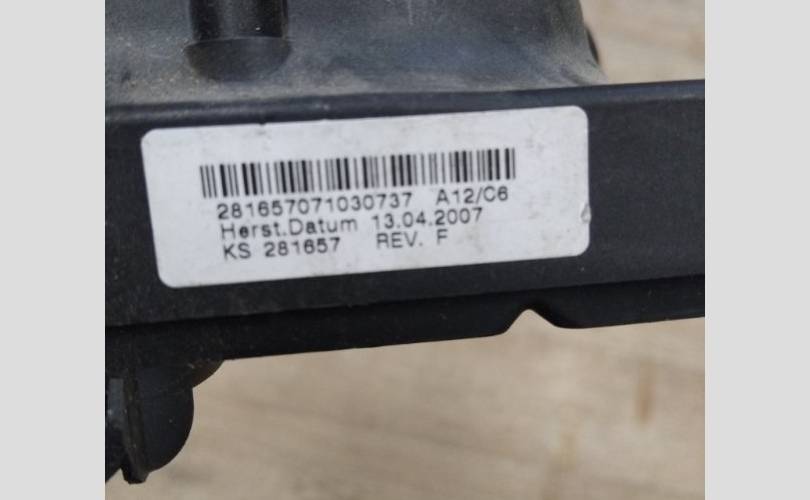 281657071030737 A12/C6
Herst.Datum 13.04.2007
KS 281657 REV. F